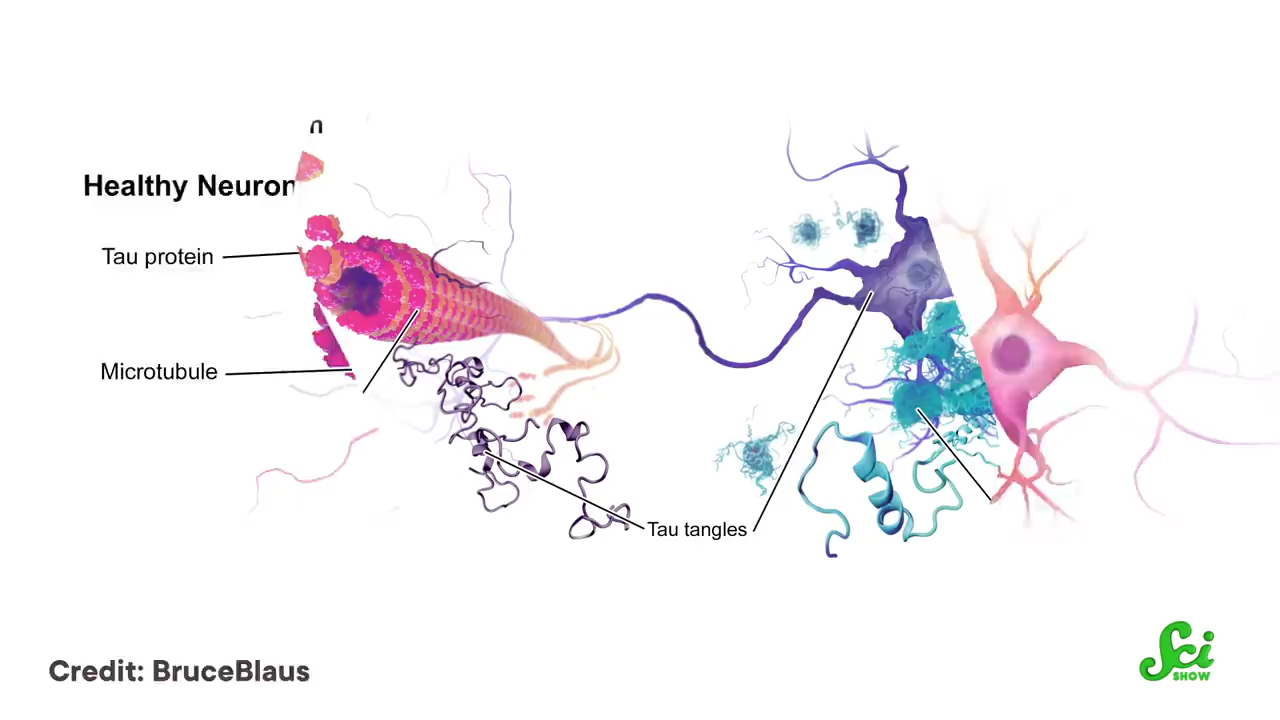 n
Healthy Neuron
Tau protein
Microtubule
Tau tangles
Credit: BruceBlaus
Sci
SHOW